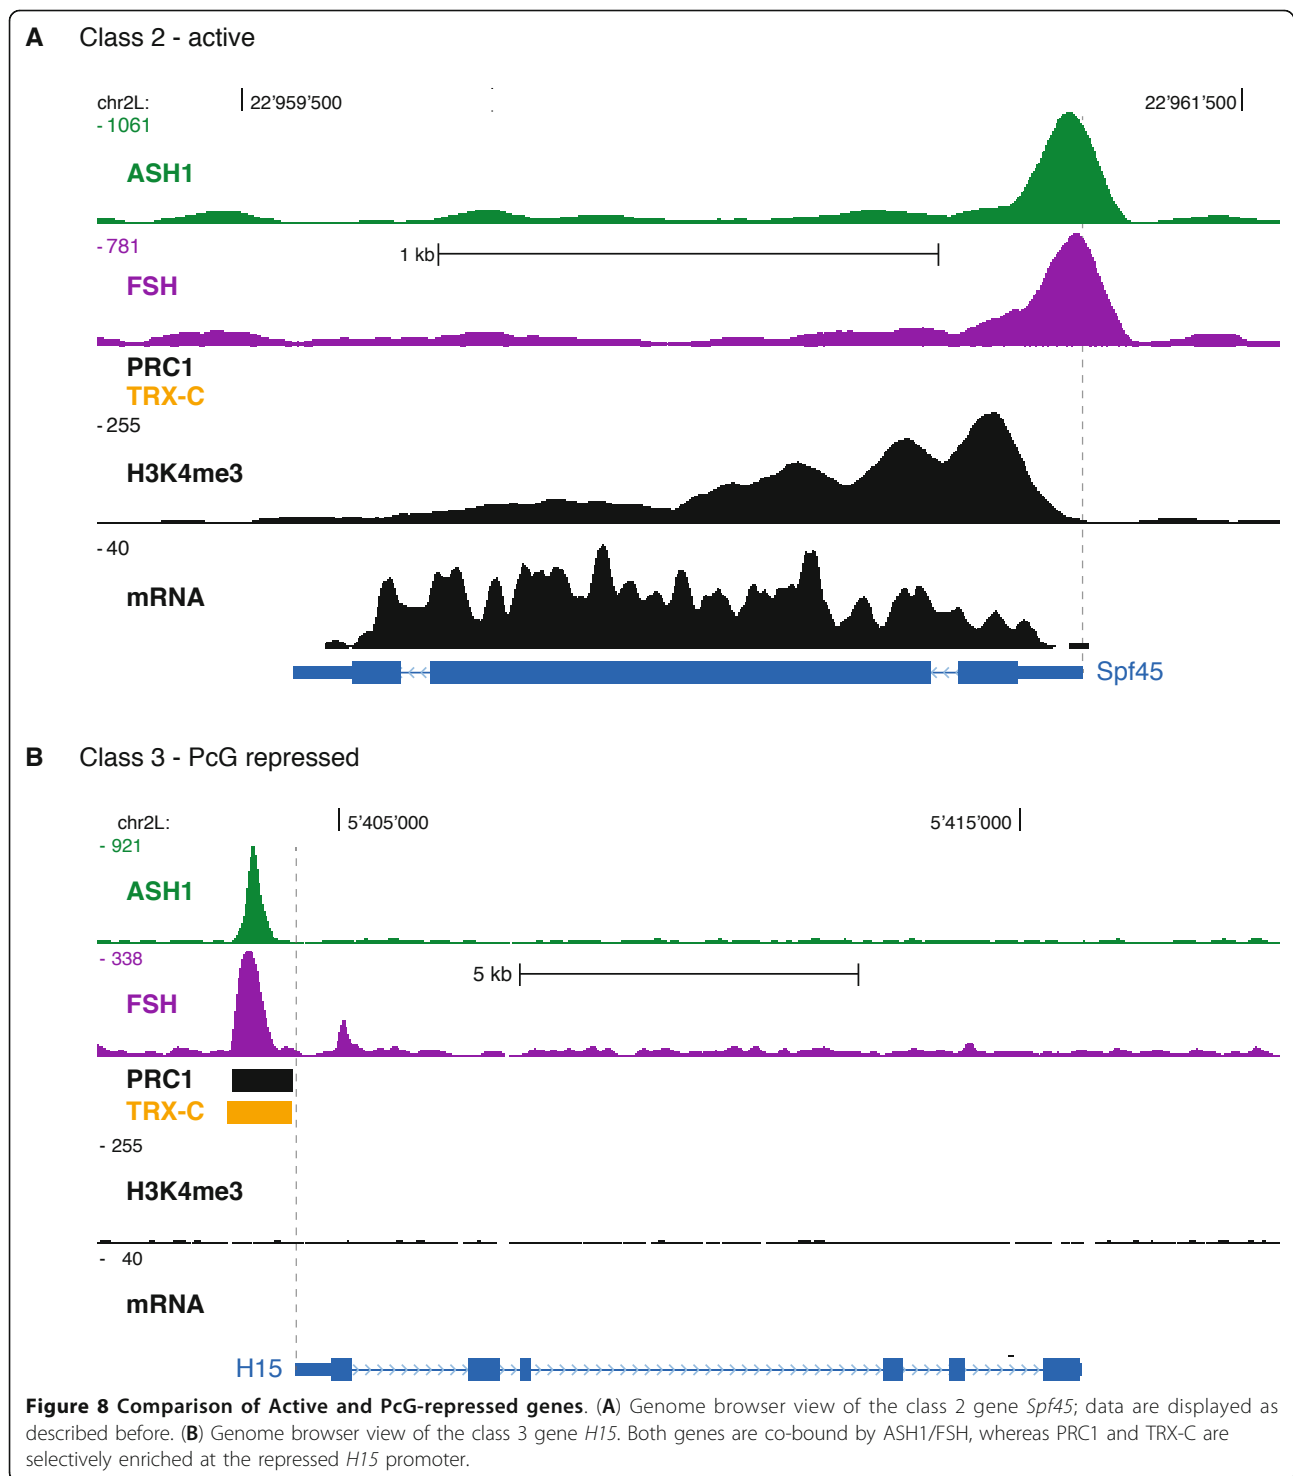 A Class 2 - active
chr2L: 22'959'500 22'961'500
- 1061
ASH1
- 781
1 kb
FSH
PRC1
TRX-C
- 255
H3K4me3
- 40
mRNA
Spf45
B Class 3 - PcG repressed
chr2L: 5'405'000 5'415'000
- 921
ASH1
- 338
5 kb
FSH
PRC1
TRX-C
- 255
H3K4me3
- 40
mRNA
H15
Figure 8 Comparison of Active and PcG-repressed genes. (A) Genome browser view of the class 2 gene Spf45; data are displayed as
described before. (B) Genome browser view of the class 3 gene H15. Both genes are co-bound by ASH1/FSH, whereas PRC1 and TRX-C are
selectively enriched at the repressed H15 promoter.